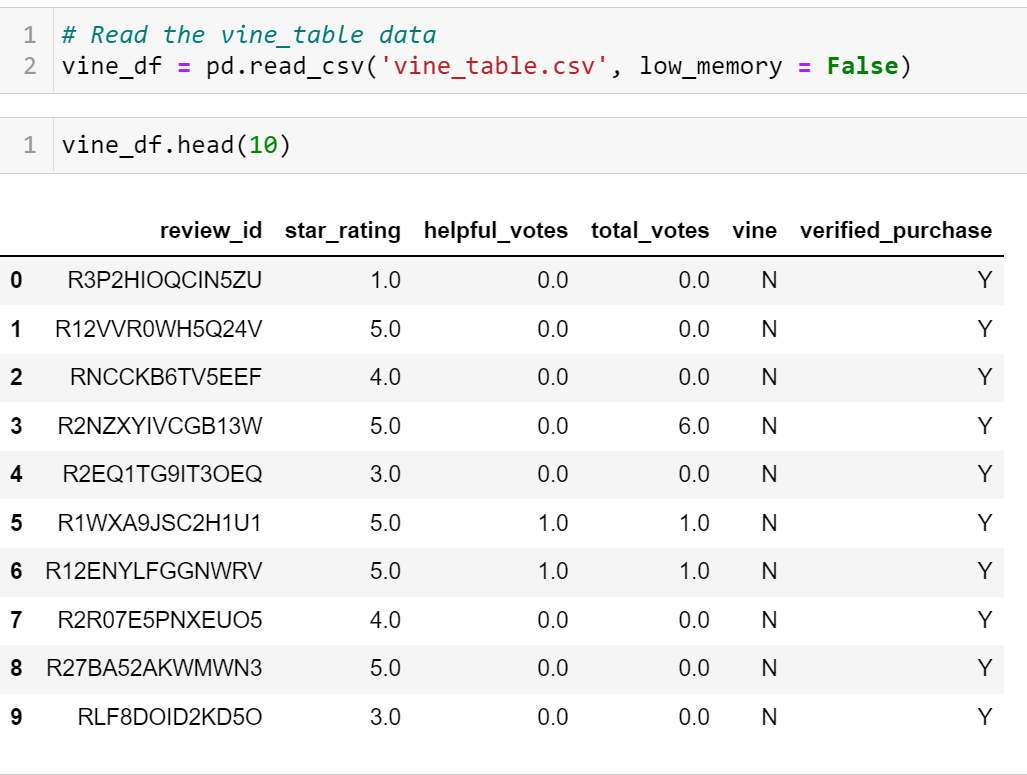 1 # Read the vine_table data
2 vine_df = pd.read_csv('vine_table.csv', low_memory = False)
1 vine_df.head(10)
review_id star_rating helpful_votes total_votes vine verified_purchase
0 R3P2HIOQCIN5ZU 1.0 0.0 0.0 N Y
1 R12VVR0WH5Q24V 5.0 0.0 0.0 N Y
2 RNCCKB6TV5EEF 4.0 0.0 0.0 N Y
3 R2NZXYIVCGB13W 5.0 0.0 6.0 N Y
4 R2EQ1TG9IT3OEQ 3.0 0.0 0.0 N Y
5 R1WXA9JSC2H1U1 5.0 1.0 1.0 N Y
6 R12ENYLFGGNWRV 5.0 1.0 1.0 N Y
7 R2R07E5PNXEUO5 4.0 0.0 0.0 N Y
8 R27BA52AKWMWN3 5.0 0.0 0.0 N Y
9 RLF8DOID2KD5O 3.0 0.0 0.0 N Y